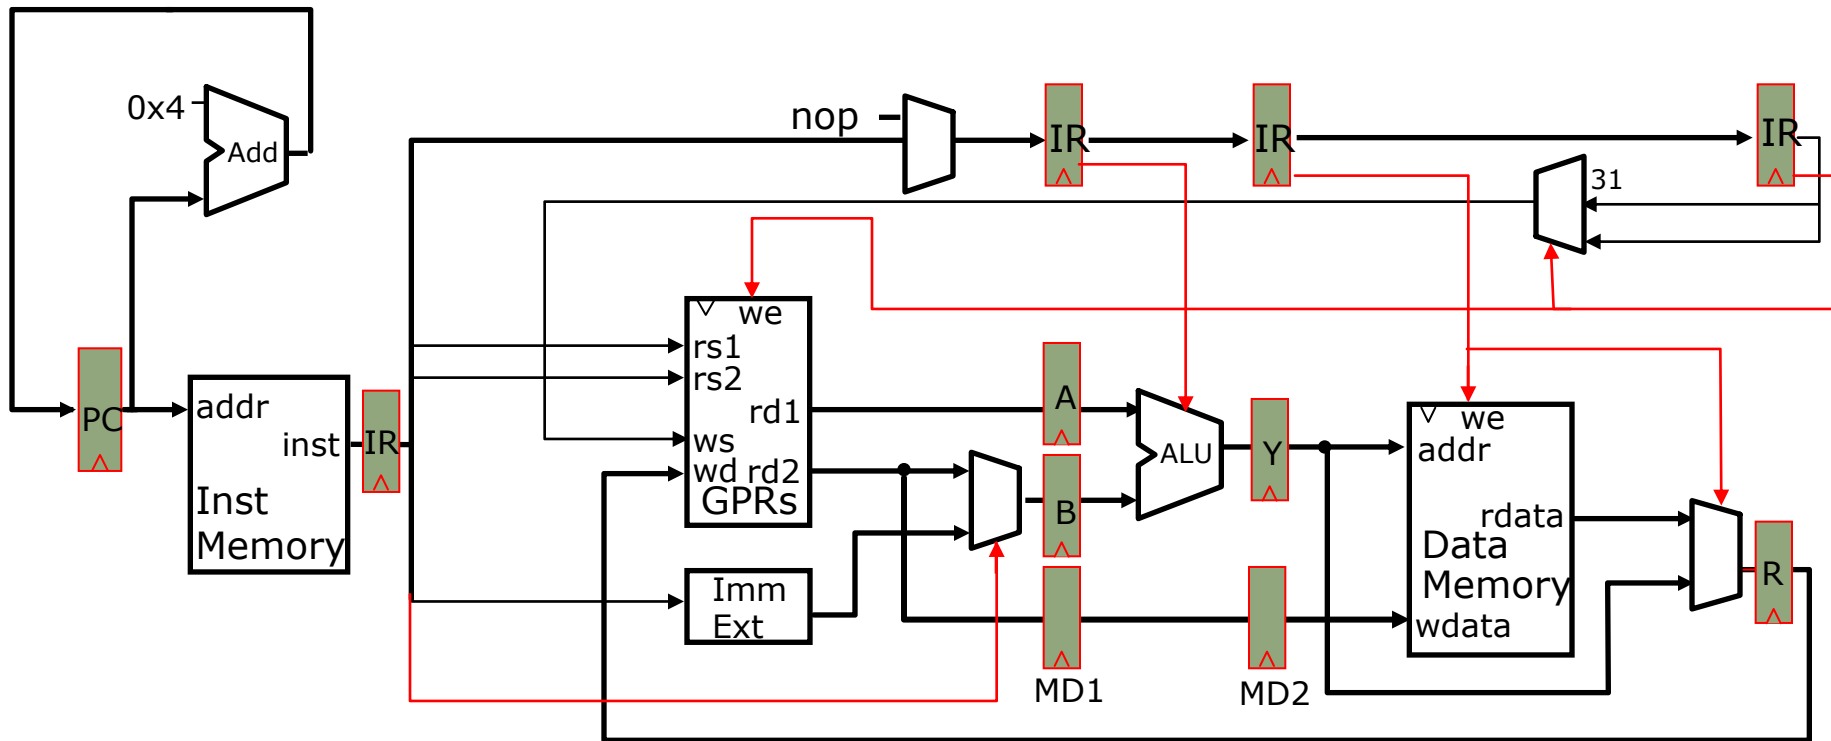 0x4
Add
nop
IR
IR
IR
31
we
rs1
rs2
rd1
ws
wd rd2
GPRs
PC
addr
inst
Inst
Memory
IR
A
B
ALU
Y
we
addr
rdata
Data
Memory
wdata
R
Imm
Ext
MD1
MD2